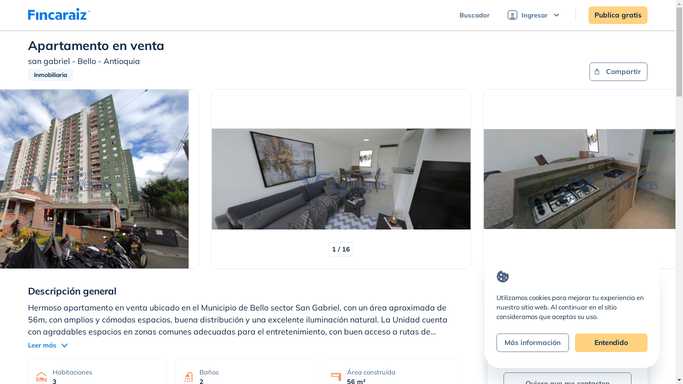 Fincaraiz
Buscador
Ingresar
Publica gratis
Apartamento en venta
san gabriel - Bello - Antioquia
Inmobiliaria
Compartir
1 / 16
Descripción general
Hermoso apartamento en venta ubicado en el Municipio de Bello sector San Gabriel, con un área aproximada de
56m, con amplios y cómodos espacios, buena distribución y una excelente iluminación natural. La Unidad cuenta
con agradables espacios en zonas comunes adecuadas para el entretenimiento, con buen acceso a rutas de...
Leer más
Habitaciones
3
Baños
2
Área construida
56 m²
Utilizamos cookies para mejorar tu experiencia en
nuestro sitio web. Al continuar en el sitio
consideramos que aceptas su uso.
Más información
Entendido
Quiero que me contacten